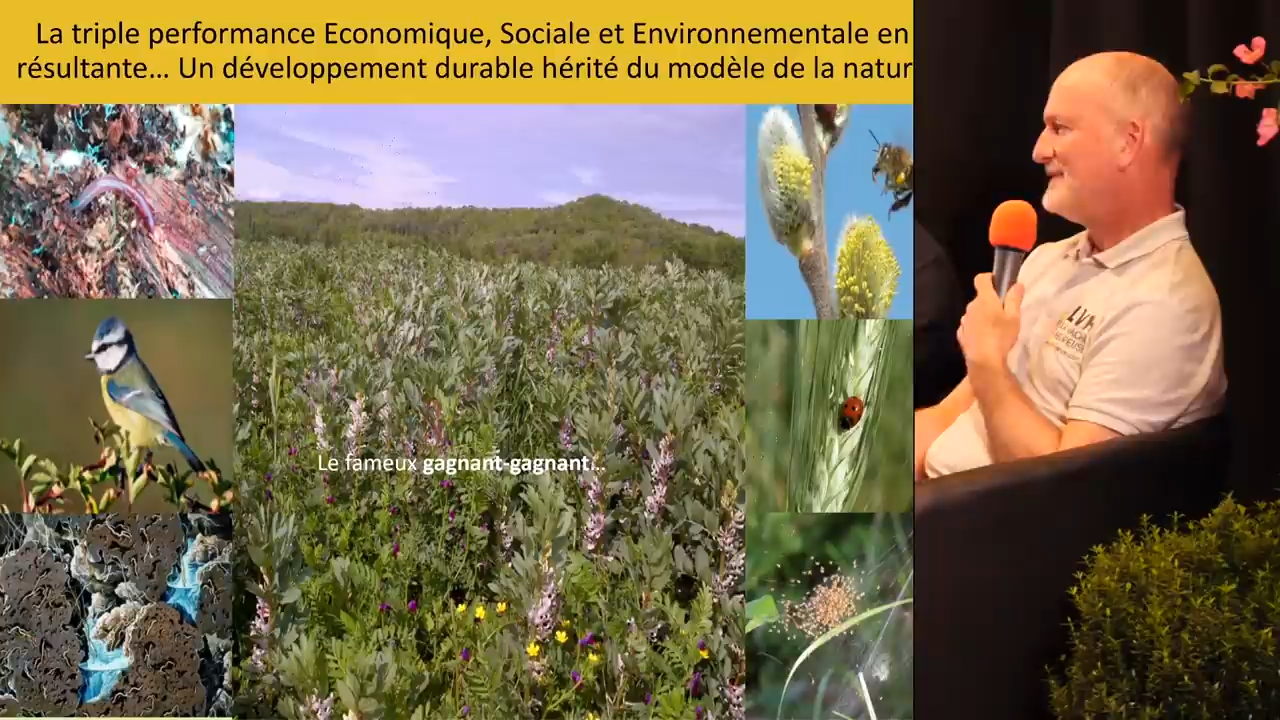 La triple performance Economique, Sociale et Environnementale en
résultante... Un développement durable hérité du modèle de la natur
Le fameux gagnant-gagnant...
LVH